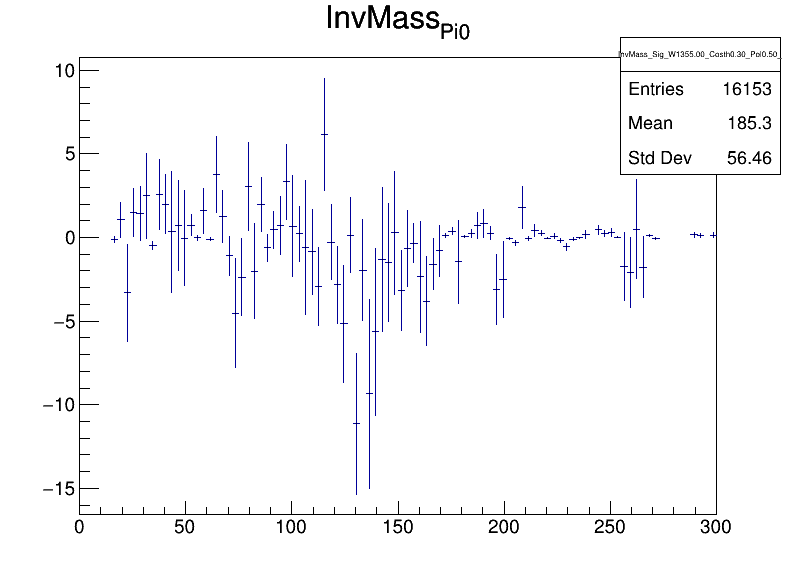 InvMass_Pi0
InvMass_Sig_W1355.00_Costh0.30_Pol0.50_
Entries 16153
Mean 185.3
Std Dev 56.46
10
5
0
−5
−10
−15
0 50 100 150 200 250 300